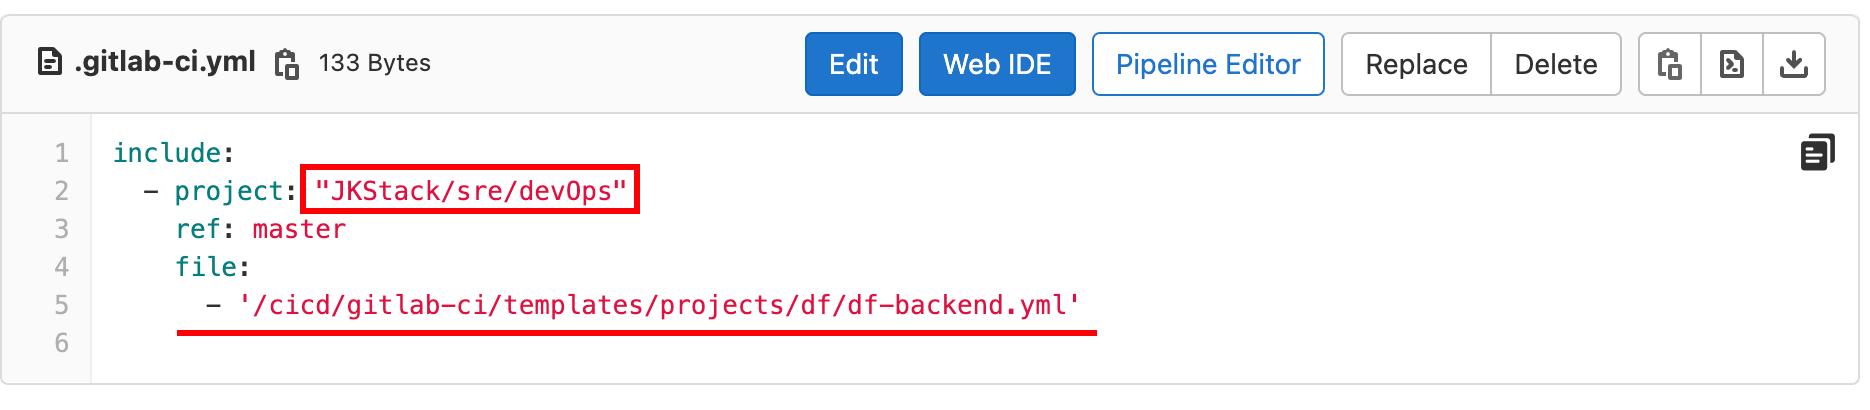 .gitlab-ci.yml 133 Bytes Edit Web IDE Pipeline Editor Replace Delete
1 include:
2   - project: "JKStack/sre/devOps"
3     ref: master
4     file:
5       - '/cicd/gitlab-ci/templates/projects/df/df-backend.yml'
6